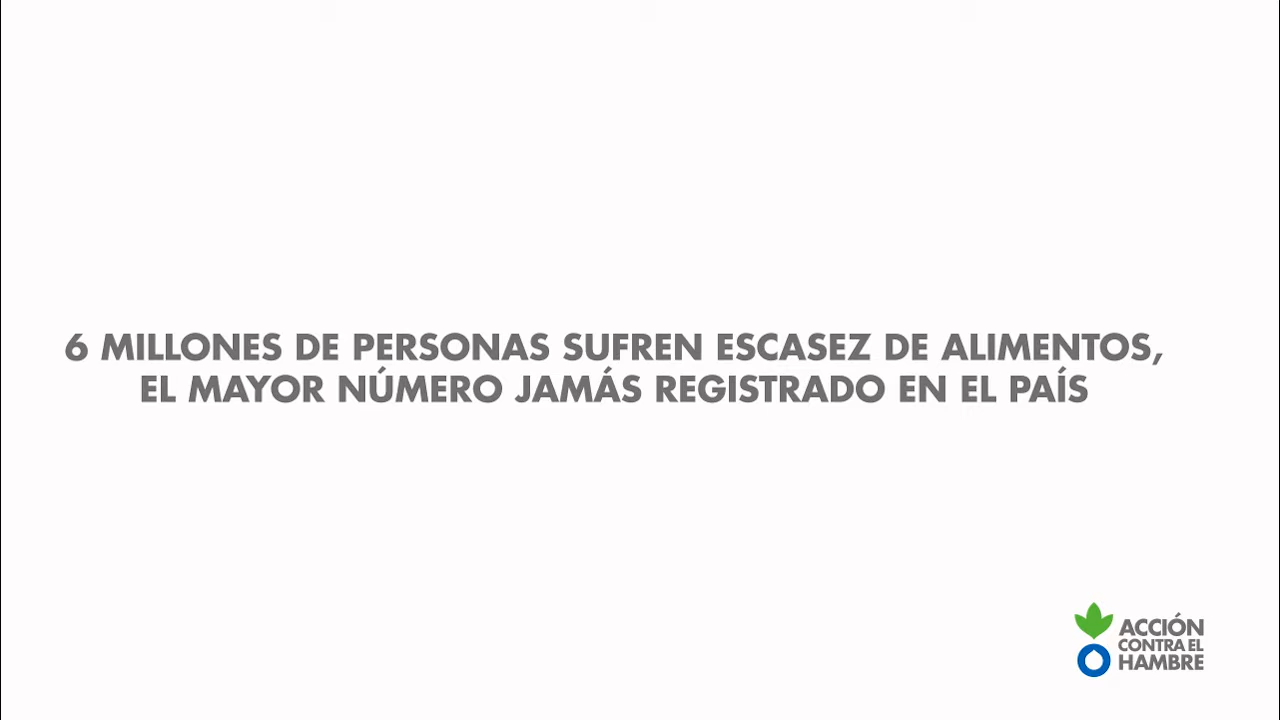 6 MILLONES DE PERSONAS SUFREN ESCASEZ DE ALIMENTOS,
EL MAYOR NÚMERO JAMÁS REGISTRADO EN EL PAÍS
ACCIÓN
CONTRA EL
HAMBRE